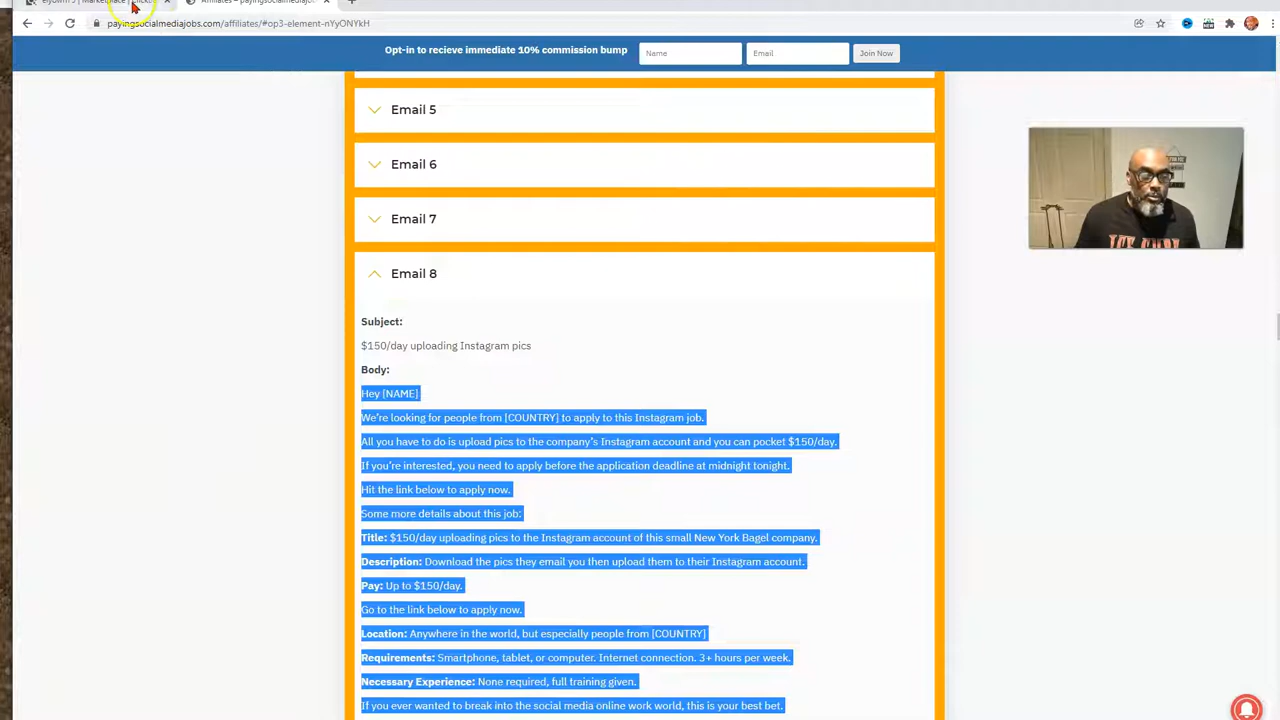 Marketplace |
Affiliates – payingsocialmediajob
payingsocialmediajobs.com/affiliates/#op3-element-nYyONYkH
Opt-in to recieve immediate 10% commission bump
Name
Email
Join Now
Email 5
Email 6
Email 7
Email 8
Subject:
$150/day uploading Instagram pics
Body:
Hey [NAME]
We're looking for people from [COUNTRY] to apply to this Instagram job.
All you have to do is upload pics to the company's Instagram account and you can pocket $150/day.
If you're interested, you need to apply before the application deadline at midnight tonight.
Hit the link below to apply now.
Some more details about this job:
Title: $150/day uploading pics to the Instagram account of this small New York Bagel company.
Description: Download the pics they email you then upload them to their Instagram account.
Pay: Up to $150/day.
Go to the link below to apply now.
Location: Anywhere in the world, but especially people from [COUNTRY]
Requirements: Smartphone, tablet, or computer. Internet connection. 3+ hours per week.
Necessary Experience: None required, full training given.
If you ever wanted to break into the social media online work world, this is your best bet.